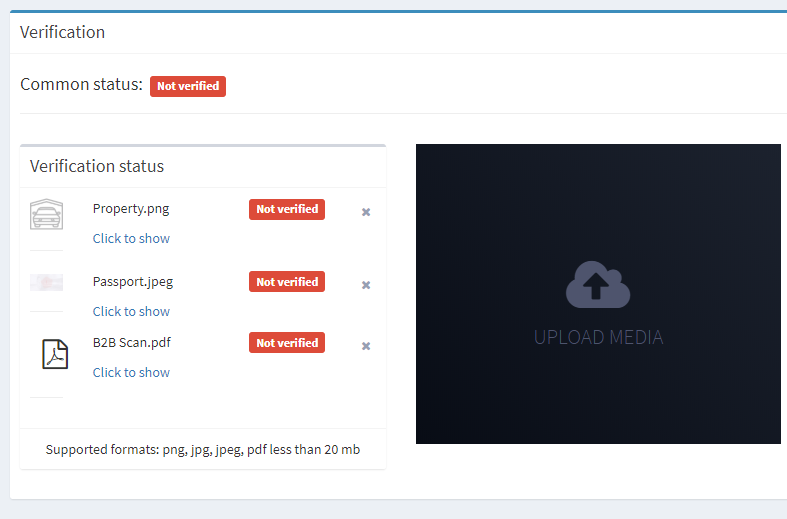 Verification
Common status: Not verified
Verification status
Property.png Not verified ×
Click to show
Passport.jpeg Not verified ×
Click to show
B2B Scan.pdf Not verified ×
Click to show
Supported formats: png, jpg, jpeg, pdf less than 20 mb
UPLOAD MEDIA